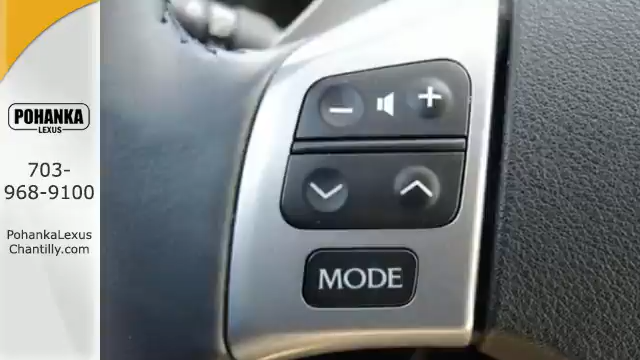 POHANKA
LEXUS
703-
968-9100
PohankaLexus
Chantilly.com
− +
MODE